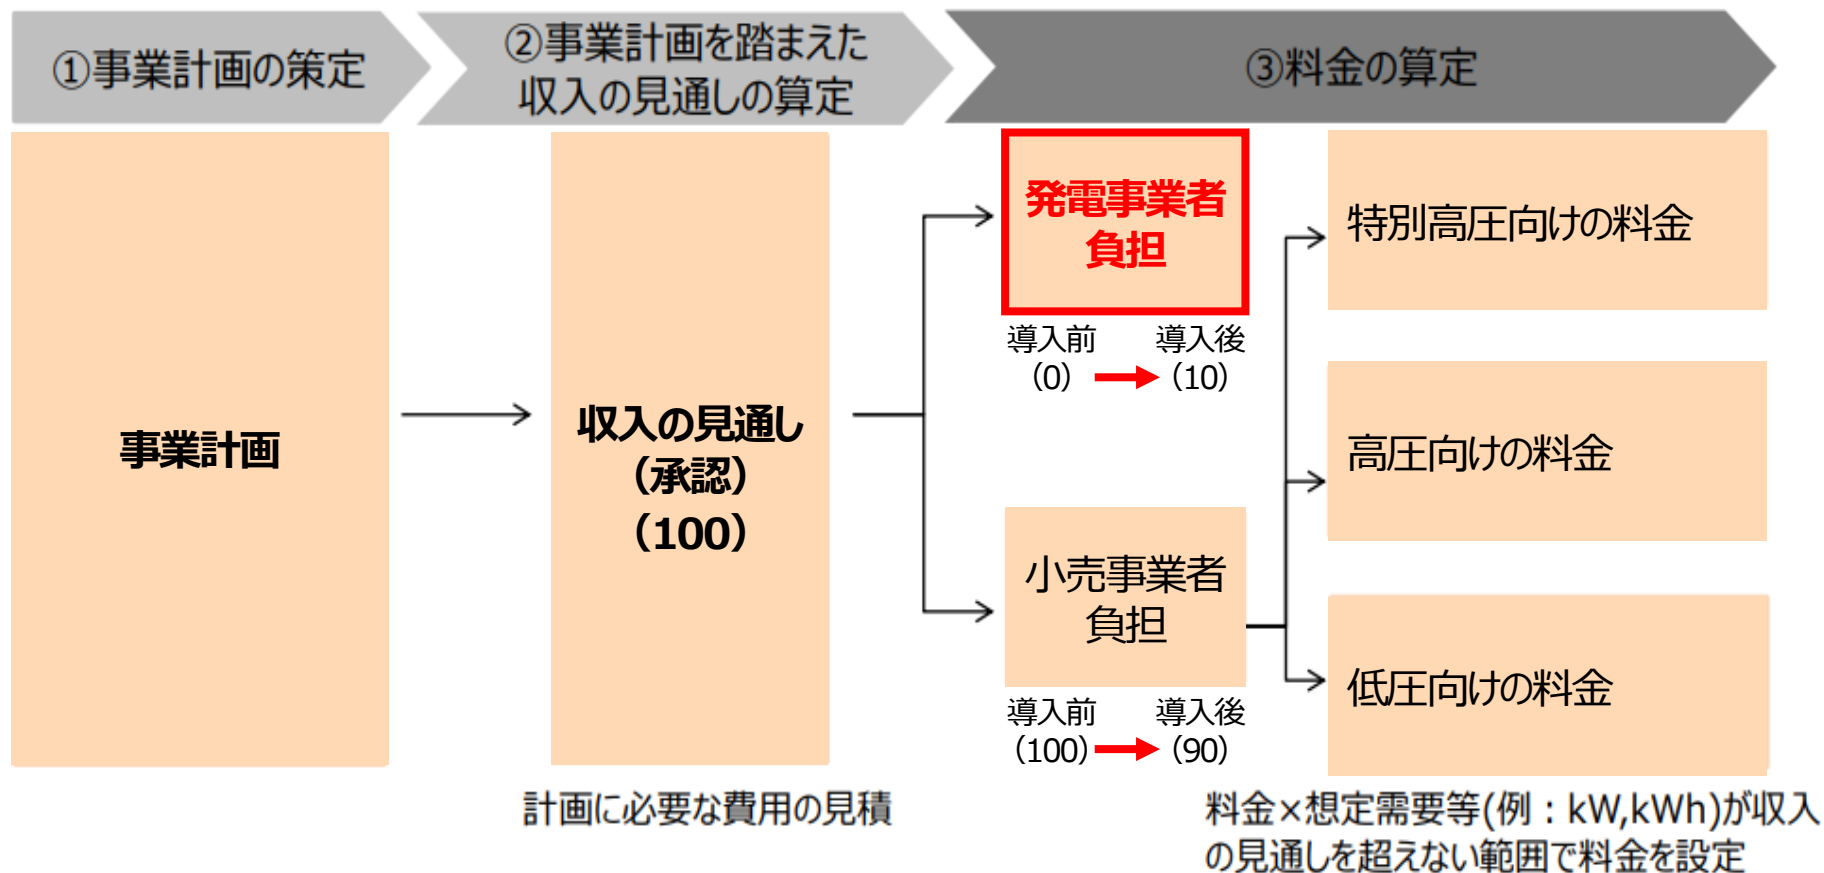 ①事業計画の策定
②事業計画を踏まえた
収入の見通しの算定
③料金の算定
事業計画
収入の見通し
（承認）
（100）
発電事業者
負担
導入前 導入後
（0） （10）
小売事業者
負担
導入前 導入後
（100） （90）
特別高圧向けの料金
高圧向けの料金
低圧向けの料金
計画に必要な費用の見積
料金×想定需要等(例：kW,kWh)が収入
の見通しを超えない範囲で料金を設定